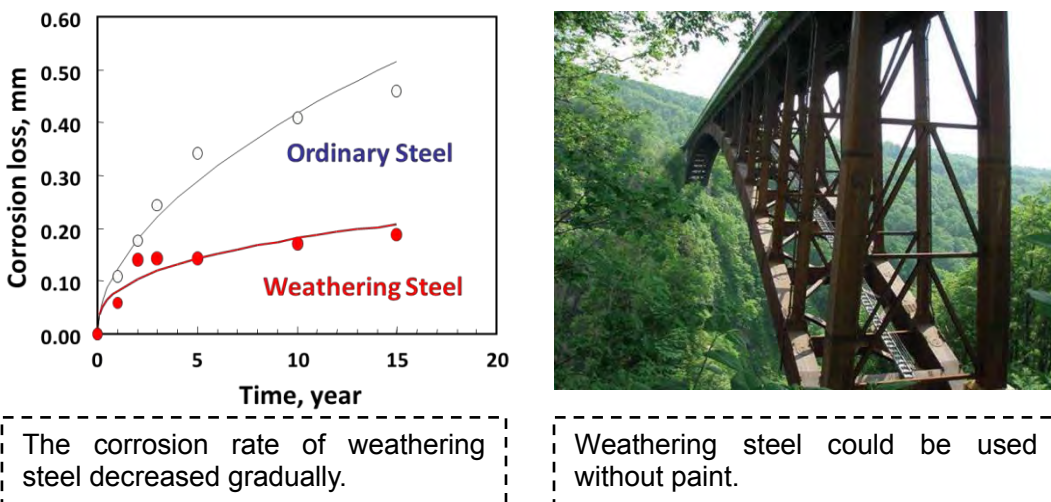 0.60
0.50
0.40
0.30
0.20
0.10
0.00
Corrosion loss, mm
Ordinary Steel
Weathering Steel
0 5 10 15 20
Time, year
The corrosion rate of weathering
steel decreased gradually.
Weathering steel could be used
without paint.